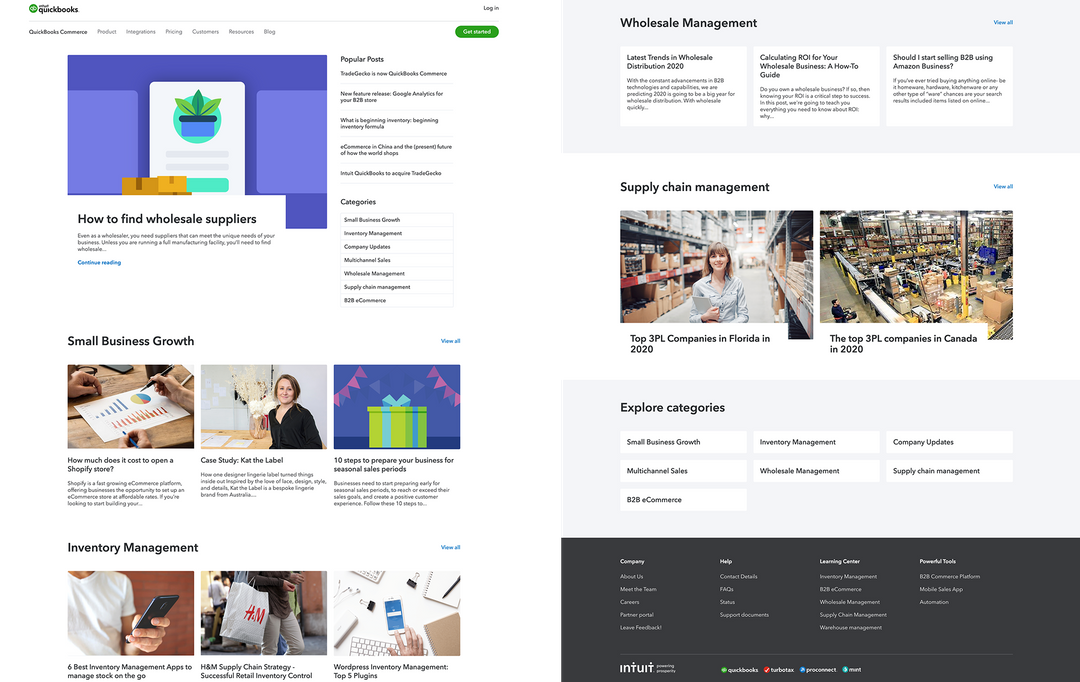 intuit
quickbooks.
Log in
QuickBooks Commerce
Product
Integrations
Pricing
Customers
Resources
Blog
Get started
How to find wholesale suppliers
Even as a wholesaler, you need suppliers that can meet the unique needs of your
business. Unless you are running a full manufacturing facility, you'll need to find
wholesale...
Continue reading
Popular Posts
TradeGecko is now QuickBooks Commerce
New feature release: Google Analytics for
your B2B store
What is beginning inventory: beginning
inventory formula
eCommerce in China and the (present) future
of how the world shops
Intuit QuickBooks to acquire TradeGecko
Categories
Small Business Growth
Inventory Management
Company Updates
Multichannel Sales
Wholesale Management
Supply chain management
B2B eCommerce
Small Business Growth
View all
How much does it cost to open a
Shopify store?
Shopify is a fast growing eCommerce platform,
offering businesses the opportunity to set up an
eCommerce store at affordable rates. If you're
looking to start building your...
Case Study: Kat the Label
How one designer lingerie label turned things
inside out Inspired by the love of lace, design, style,
and details, Kat the Label is a bespoke lingerie
brand from Australia....
10 steps to prepare your business for
seasonal sales periods
Businesses need to start preparing early for
seasonal sales periods, to reach or exceed their
sales goals, and create a positive customer
experience. Follow these 10 steps to...
Inventory Management
View all
H&M
6 Best Inventory Management Apps to
manage stock on the go
H&M Supply Chain Strategy -
Successful Retail Inventory Control
Wordpress Inventory Management:
Top 5 Plugins
Wholesale Management
View all
Latest Trends in Wholesale
Distribution 2020
With the constant advancements in B2B
technologies and capabilities, we are
predicting 2020 is going to be a big year for
wholesale distribution. With wholesale
quickly...
Calculating ROI for Your
Wholesale Business: A How-To
Guide
Do you own a wholesale business? If so, then
knowing your ROI is a critical step to success.
In this post, we're going to teach you
everything you need to know about ROI:
why...
Should I start selling B2B using
Amazon Business?
If you've ever tried buying anything online- be
it homeware, hardware, kitchenware or any
other type of "ware" chances are your search
results included items listed on online...
Supply chain management
View all
Top 3PL Companies in Florida in
2020
The top 3PL companies in Canada
in 2020
Explore categories
Small Business Growth
Inventory Management
Company Updates
Multichannel Sales
Wholesale Management
Supply chain management
B2B eCommerce
Company
About Us
Meet the Team
Careers
Partner portal
Leave Feedback!
Help
Contact Details
FAQs
Status
Support documents
Learning Center
Inventory Management
B2B eCommerce
Wholesale Management
Supply Chain Management
Warehouse management
Powerful Tools
B2B Commerce Platform
Mobile Sales App
Automation
INTUIT
powering
prosperity
quickbooks
turbotax
proconnect
mint